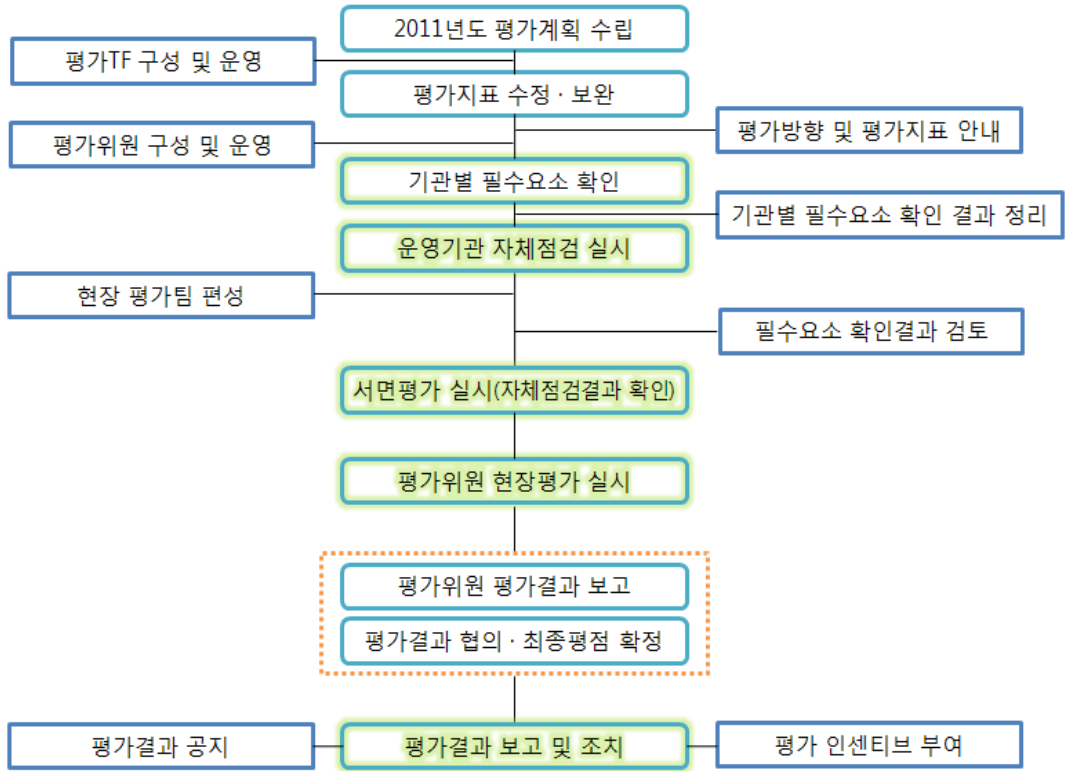 2011년도 평가계획 수립
평가TF 구성 및 운영
평가지표 수정 · 보완
평가방향 및 평가지표 안내
평가위원 구성 및 운영
기관별 필수요소 확인
기관별 필수요소 확인 결과 정리
운영기관 자체점검 실시
현장 평가팀 편성
필수요소 확인결과 검토
서면평가 실시(자체점검결과 확인)
평가위원 현장평가 실시
평가위원 평가결과 보고
평가결과 협의 · 최종평점 확정
평가결과 공지
평가결과 보고 및 조치
평가 인센티브 부여